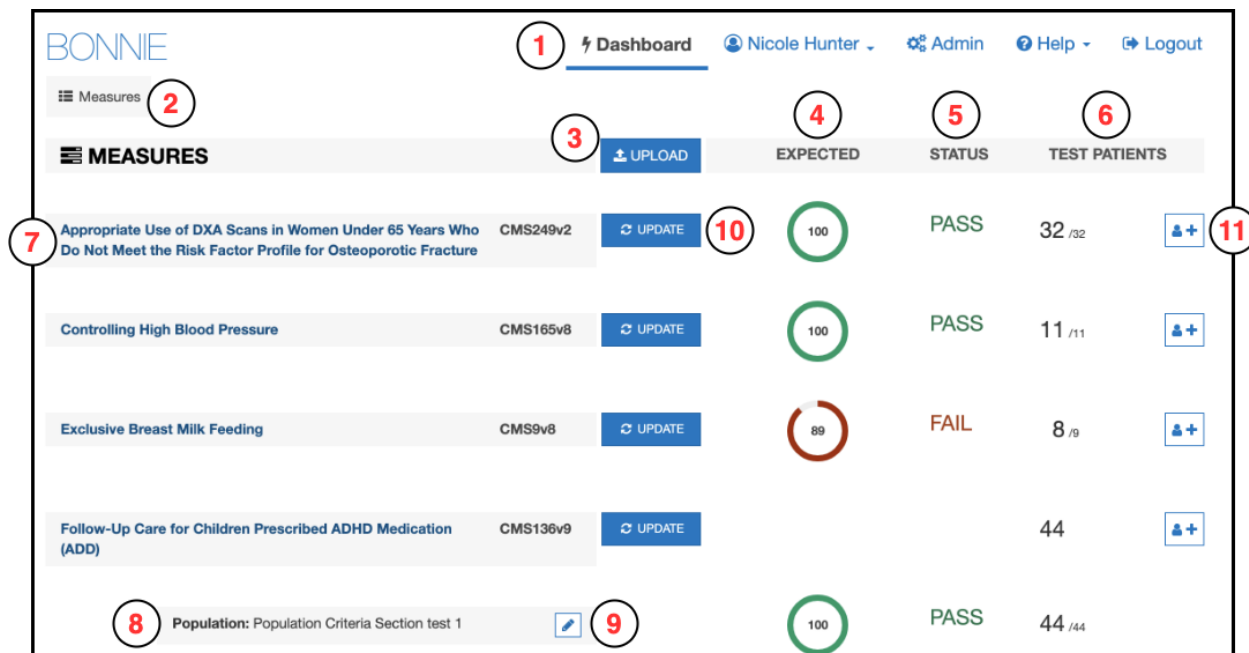 BONNIE 1 Dashboard Nicole Hunter Admin Help Logout
Measures 2
3 4 5 6
MEASURES UPLOAD EXPECTED STATUS TEST PATIENTS
7 Appropriate Use of DXA Scans in Women Under 65 Years Who CMS249v2 UPDATE 10 100 PASS 32 /32 11
Do Not Meet the Risk Factor Profile for Osteoporotic Fracture
Controlling High Blood Pressure CMS165v8 UPDATE 100 PASS 11 /11
Exclusive Breast Milk Feeding CMS9v8 UPDATE 89 FAIL 8 /9
Follow-Up Care for Children Prescribed ADHD Medication CMS136v9 UPDATE 44
(ADD)
8 Population: Population Criteria Section test 1 9 100 PASS 44 /44